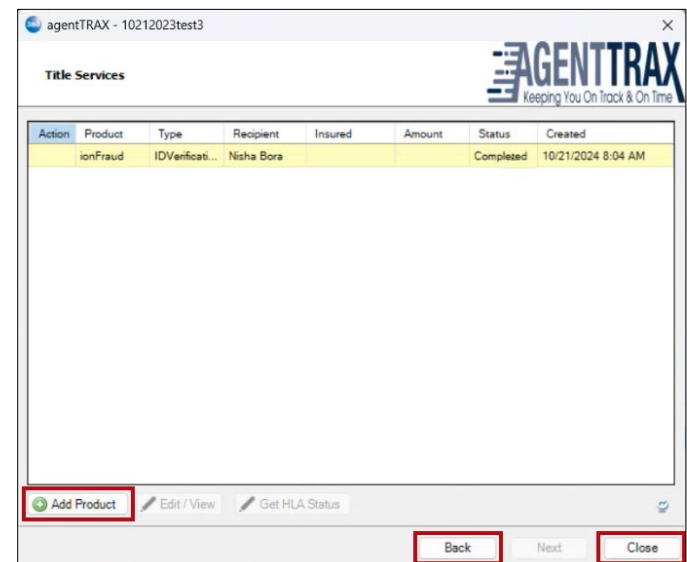 agentTRAX - 10212023test3
Title Services
AGENTTRAX
Keeping You On Track & On Time
Action Product Type Recipient Insured Amount Status Created
ionFraud IDVerificati... Nisha Bora Completed 10/21/2024 8:04 AM
Add Product Edit / View Get HLA Status
Back Next Close